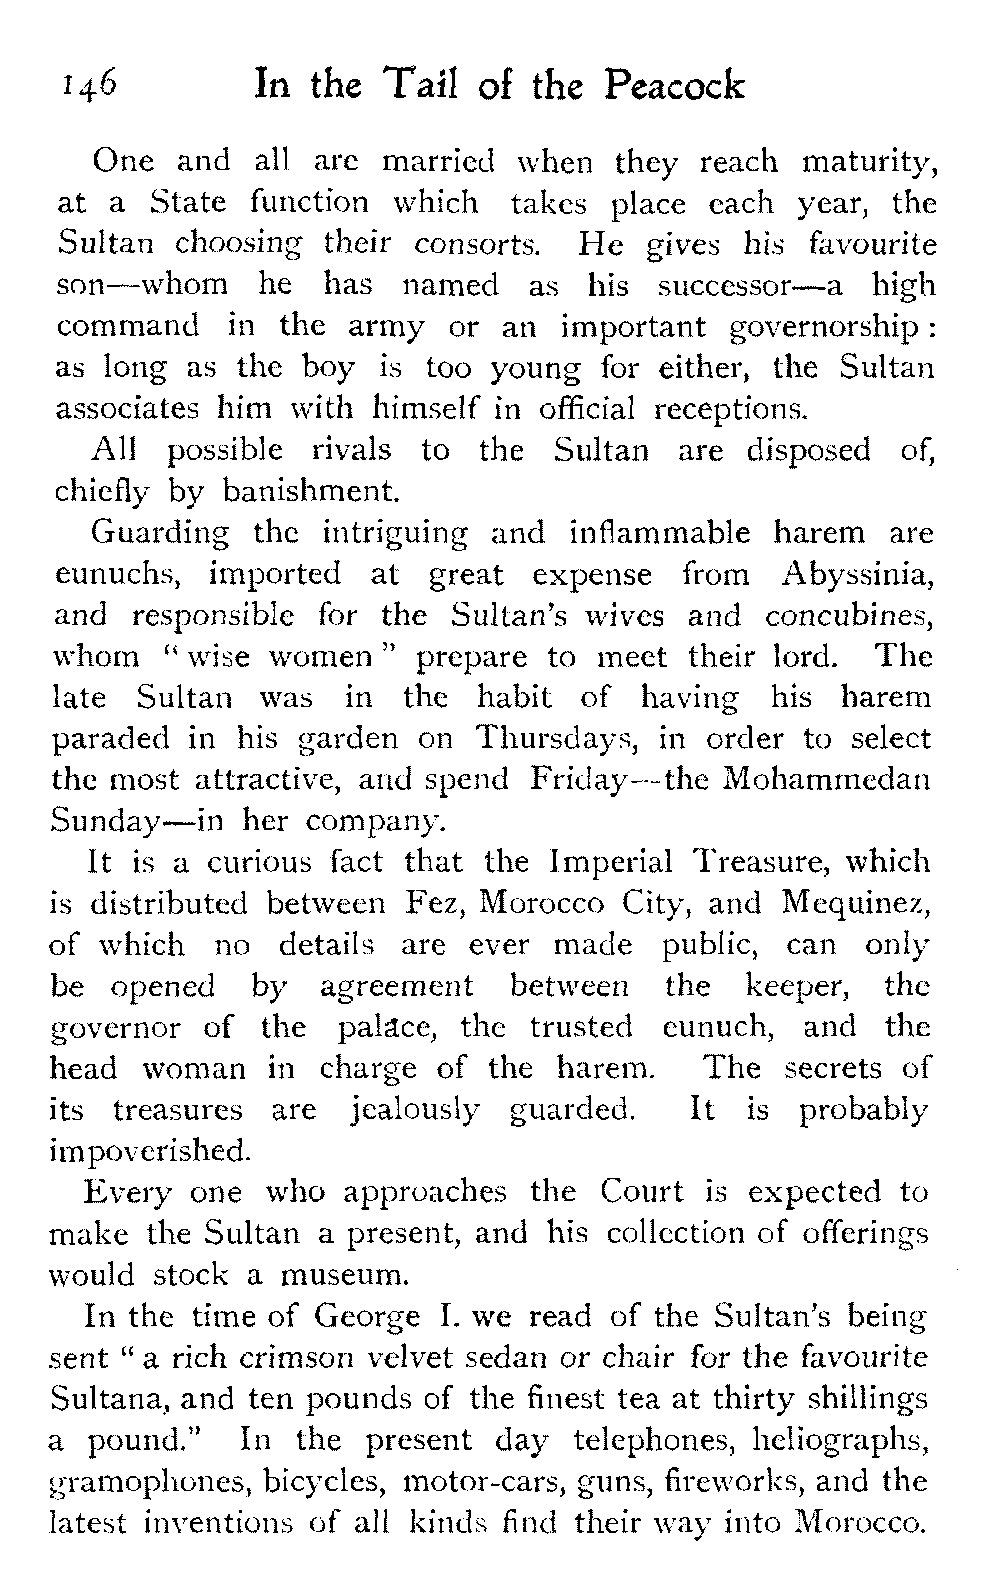 146 In the Tail of the Peacock
One and all are married when they reach maturity,
at a State function which takes place each year, the
Sultan choosing their consorts. He gives his favourite
son—whom he has named as his successor—a high
command in the army or an important governorship :
as long as the boy is too young for either, the Sultan
associates him with himself in official receptions.
All possible rivals to the Sultan are disposed of,
chiefly by banishment.
Guarding the intriguing and inflammable harem are
eunuchs, imported at great expense from Abyssinia,
and responsible for the Sultan's wives and concubines,
whom " wise women " prepare to meet their lord. The
late Sultan was in the habit of having his harem
paraded in his garden on Thursdays, in order to select
the most attractive, and spend Friday—the Mohammedan
Sunday—in her company.
It is a curious fact that the Imperial Treasure, which
is distributed between Fez, Morocco City, and Mequinez,
of which no details are ever made public, can only
be opened by agreement between the keeper, the
governor of the palace, the trusted eunuch, and the
head woman in charge of the harem. The secrets of
its treasures are jealously guarded. It is probably
impoverished.
Every one who approaches the Court is expected to
make the Sultan a present, and his collection of offerings
would stock a museum.
In the time of George I. we read of the Sultan's being
sent " a rich crimson velvet sedan or chair for the favourite
Sultana, and ten pounds of the finest tea at thirty shillings
a pound." In the present day telephones, heliographs,
gramophones, bicycles, motor-cars, guns, fireworks, and the
latest inventions of all kinds find their way into Morocco.